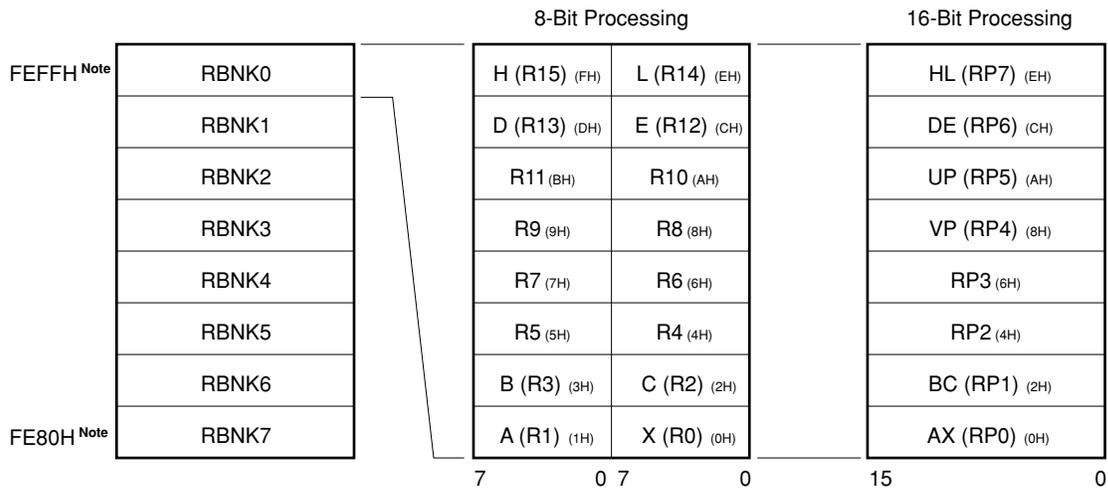 8-Bit Processing 16-Bit Processing
FEFFH Note RBNK0 H (R15) (FH) L (R14) (EH) HL (RP7) (EH)
RBNK1 D (R13) (DH) E (R12) (CH) DE (RP6) (CH)
RBNK2 R11 (BH) R10 (AH) UP (RP5) (AH)
RBNK3 R9 (9H) R8 (8H) VP (RP4) (8H)
RBNK4 R7 (7H) R6 (6H) RP3 (6H)
RBNK5 R5 (5H) R4 (4H) RP2 (4H)
RBNK6 B (R3) (3H) C (R2) (2H) BC (RP1) (2H)
FE80H Note RBNK7 A (R1) (1H) X (R0) (0H) AX (RP0) (0H)
7 0 7 0 15 0